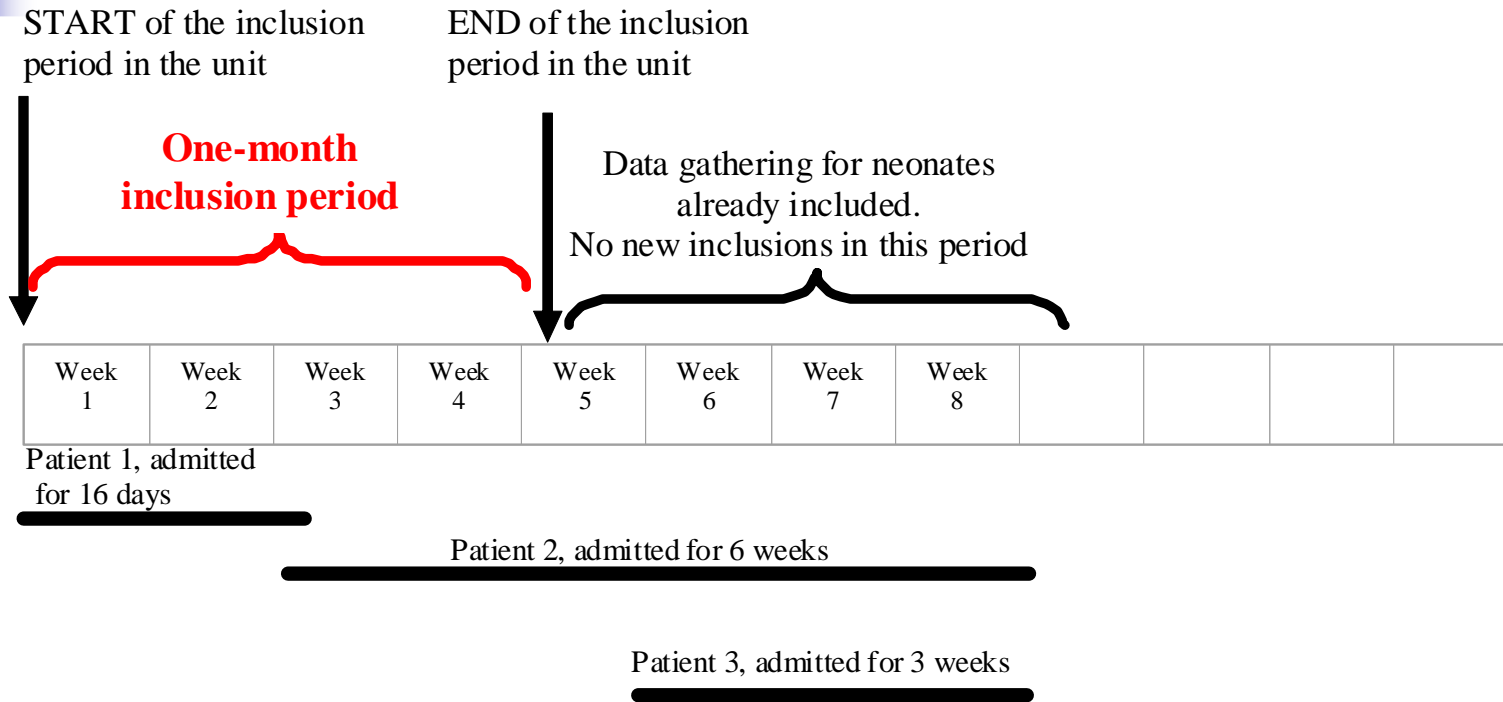 START of the inclusion
period in the unit
END of the inclusion
period in the unit
One-month
inclusion period
Data gathering for neonates
already included.
No new inclusions in this period
Week
1
Week
2
Week
3
Week
4
Week
5
Week
6
Week
7
Week
8
Patient 1, admitted
for 16 days
Patient 2, admitted for 6 weeks
Patient 3, admitted for 3 weeks